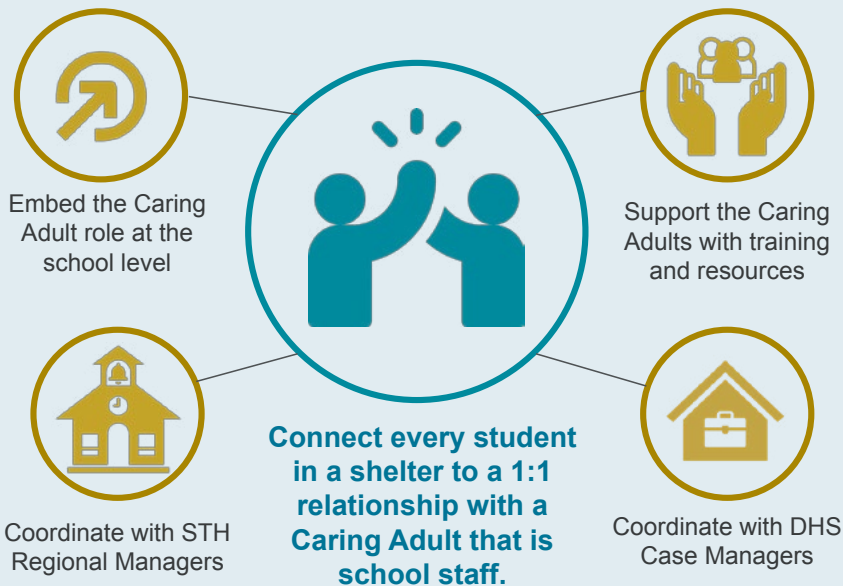 Embed the Caring
Adult role at the
school level
Support the Caring
Adults with training
and resources
Coordinate with STH
Regional Managers
Connect every student
in a shelter to a 1:1
relationship with a
Caring Adult that is
school staff.
Coordinate with DHS
Case Managers